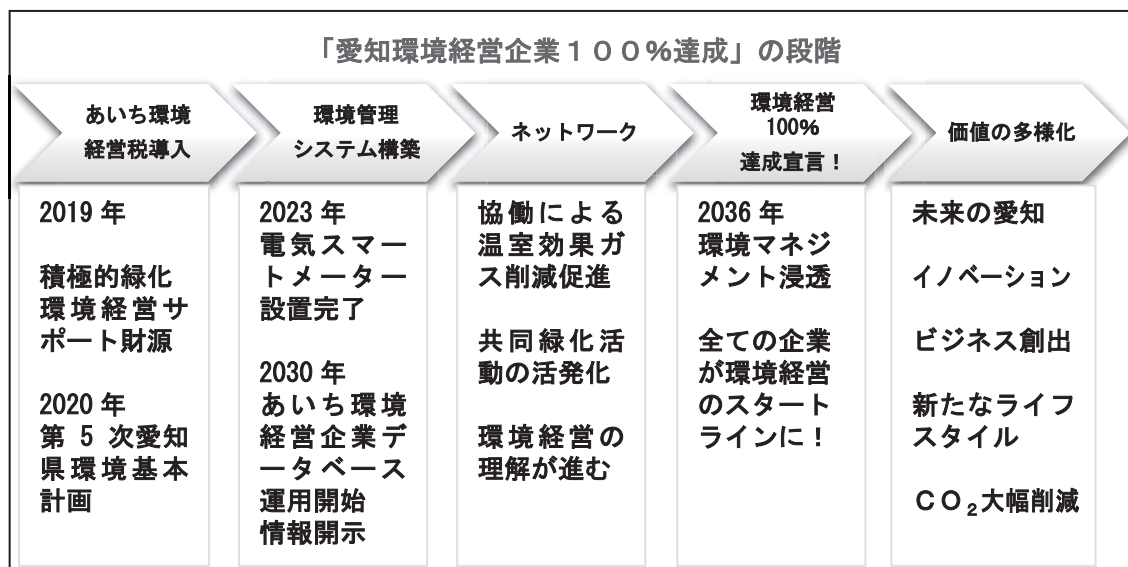 「愛知環境経営企業１００％達成」の段階
あいち環境
経営税導入
環境管理
システム構築
ネットワーク
環境経営
100%
達成宣言！
価値の多様化
2019 年
積極的緑化
環境経営サ
ポート財源
2020 年
第 5 次愛知
県環境基本
計画
2023 年
電気スマー
トメーター
設置完了
2030 年
あいち環境
経営企業デ
ータベース
運用開始
情報開示
協働による
温室効果ガ
ス削減促進
共同緑化活
動の活発化
環境経営の
理解が進む
2036 年
環境マネジ
メント浸透
全ての企業
が環境経営
のスタート
ラインに！
未来の愛知
イノベーション
ビジネス創出
新たなライフ
スタイル
ＣＯ₂大幅削減